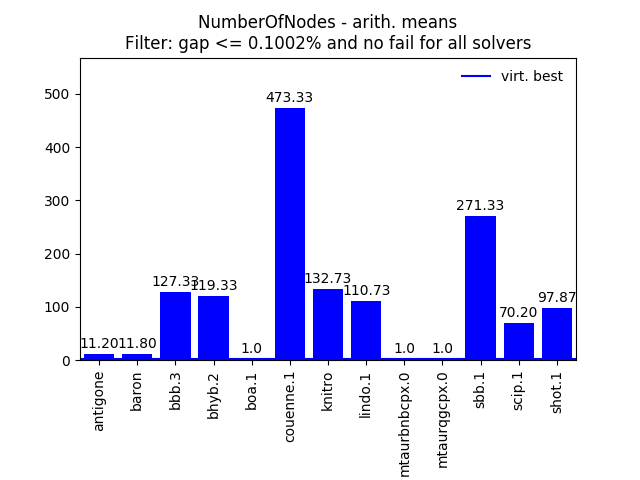 NumberOfNodes - arith. means
Filter: gap <= 0.1002% and no fail for all solvers
virt. best
500
400
300
200
100
0
11.20
11.80
127.33
119.33
1.0
473.33
132.73
110.73
1.0
1.0
271.33
70.20
97.87
antigone
baron
bbb.3
bhyb.2
boa.1
couenne.1
knitro
lindo.1
mtaurbnbcpx.0
mtaurqgcpx.0
sbb.1
scip.1
shot.1